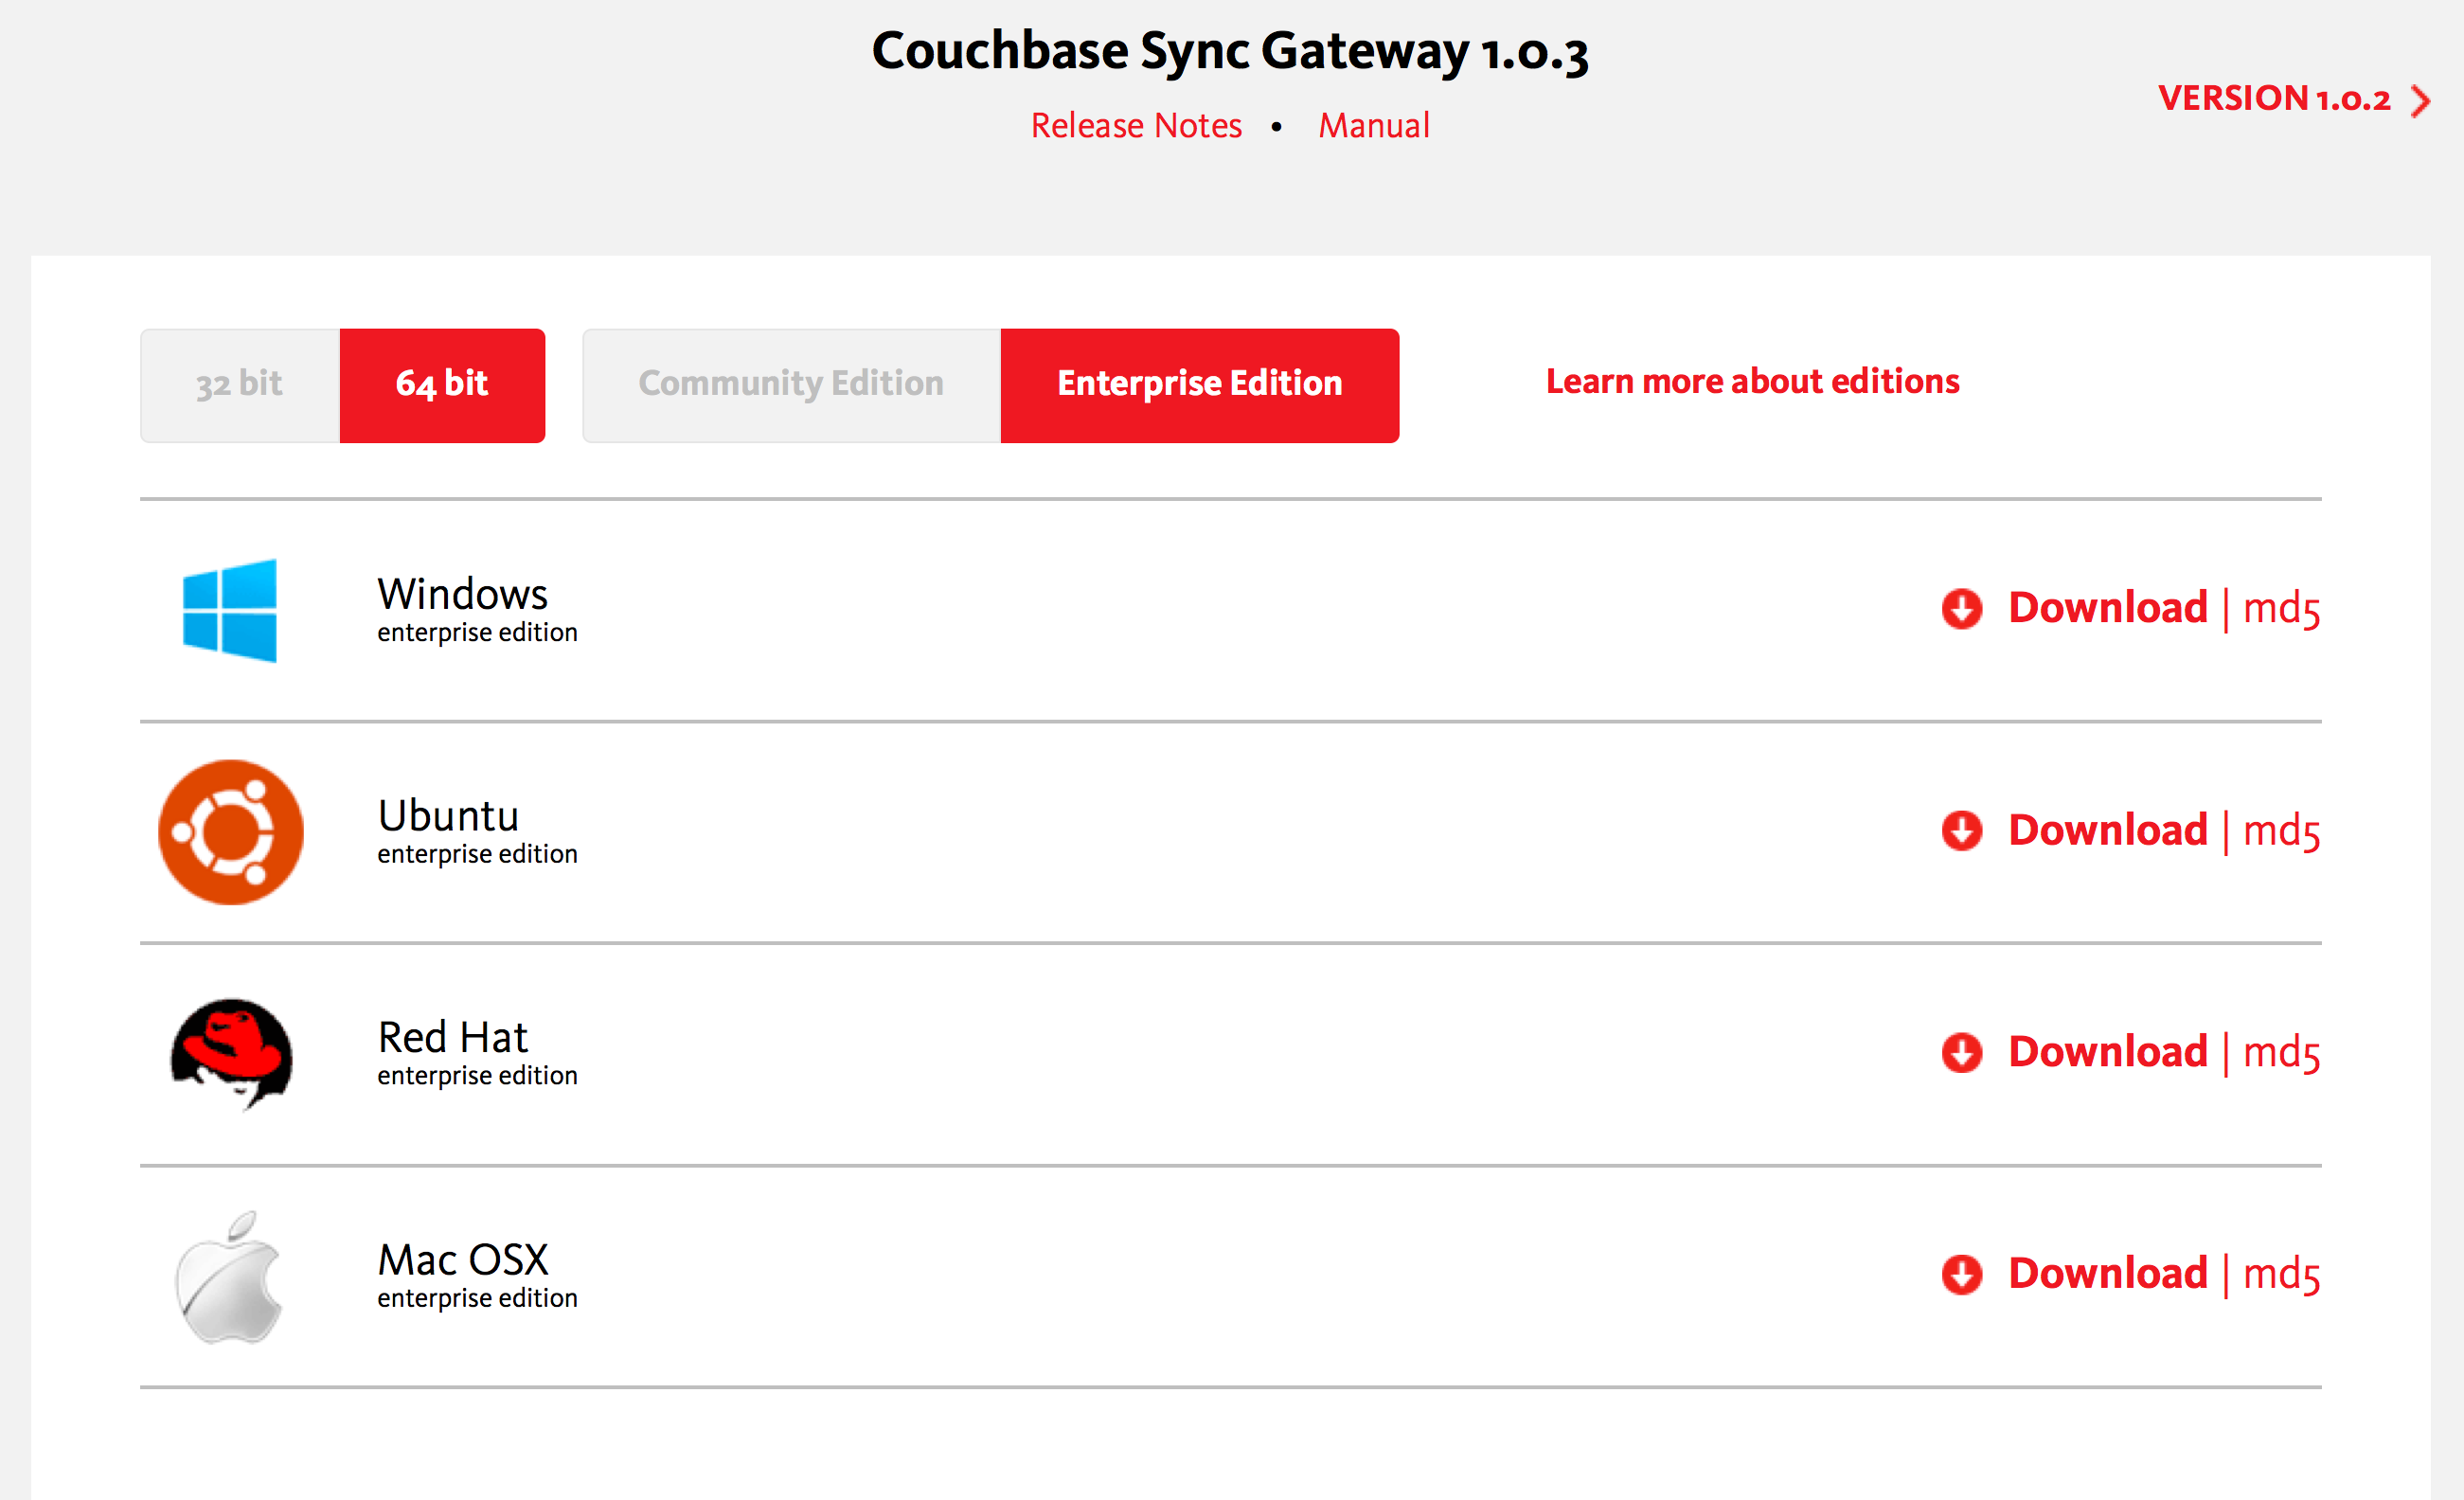 Couchbase Sync Gateway 1.0.3
VERSION 1.0.2
Release Notes • Manual
32 bit
64 bit
Community Edition
Enterprise Edition
Learn more about editions
Windows
enterprise edition
Download | md5
Ubuntu
enterprise edition
Download | md5
Red Hat
enterprise edition
Download | md5
Mac OSX
enterprise edition
Download | md5